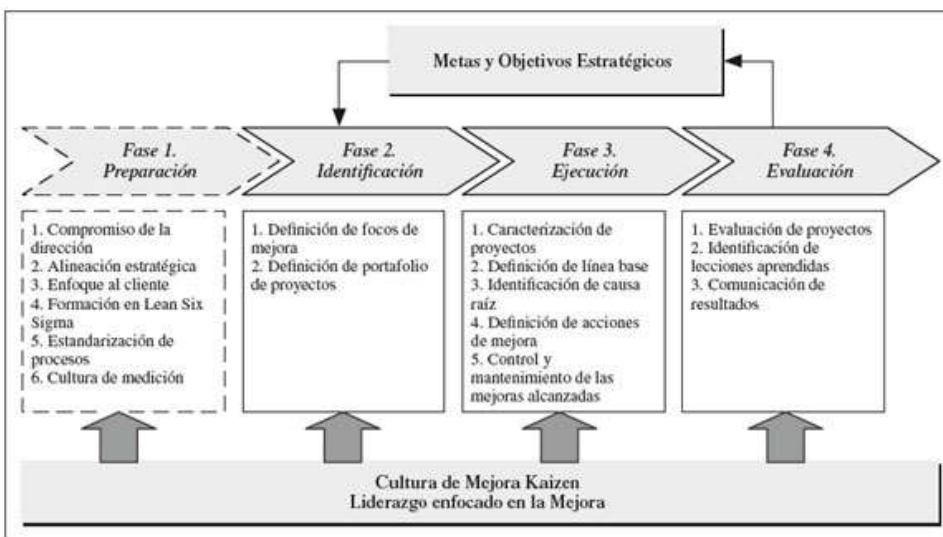 Metas y Objetivos Estratégicos
Fase 1.
Preparación
Fase 2.
Identificación
Fase 3.
Ejecución
Fase 4.
Evaluación
1. Compromiso de la
dirección
2. Alineación estratégica
3. Enfoque al cliente
4. Formación en Lean Six
Sigma
5. Estandarización de
procesos
6. Cultura de medición
1. Definición de focos de
mejora
2. Definición de portafolio
de proyectos
1. Caracterización de
proyectos
2. Definición de línea base
3. Identificación de causa
raíz
4. Definición de acciones
de mejora
5. Control y
mantenimiento de las
mejoras alcanzadas
1. Evaluación de proyectos
2. Identificación de
lecciones aprendidas
3. Comunicación de
resultados
Cultura de Mejora Kaizen
Liderazgo enfocado en la Mejora